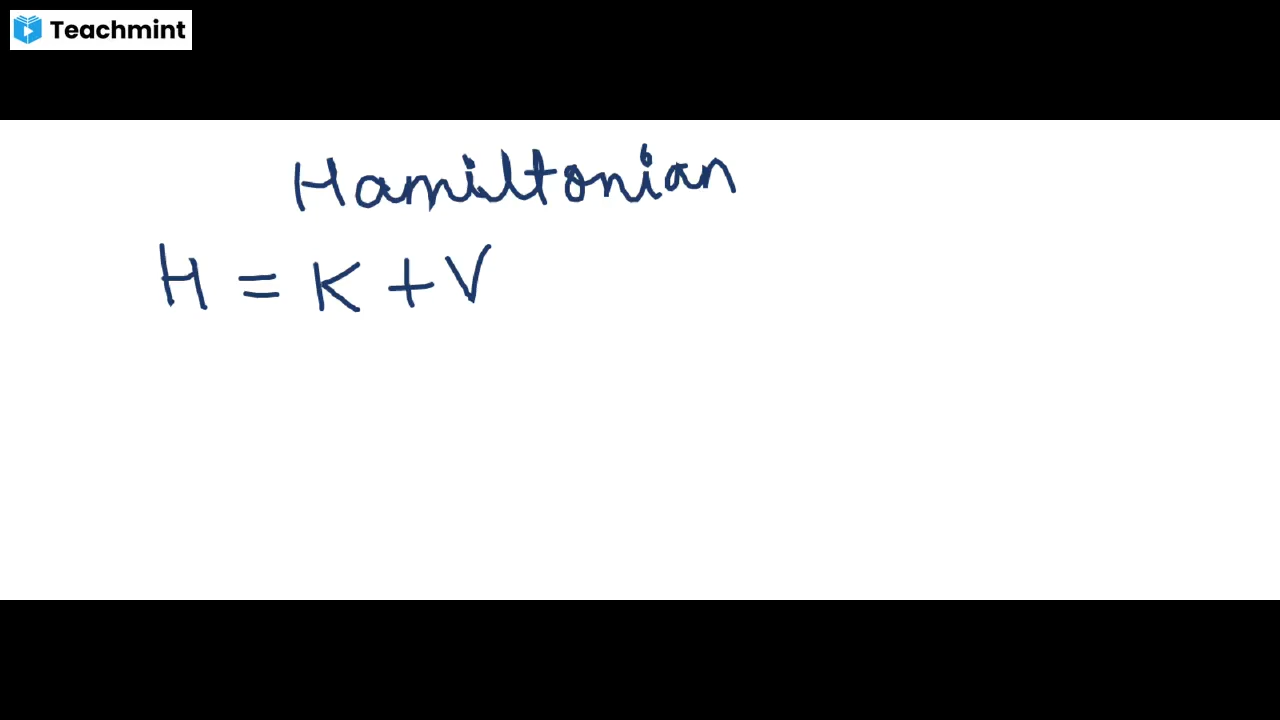 Teachmint
Hamiltonian
H = K + V